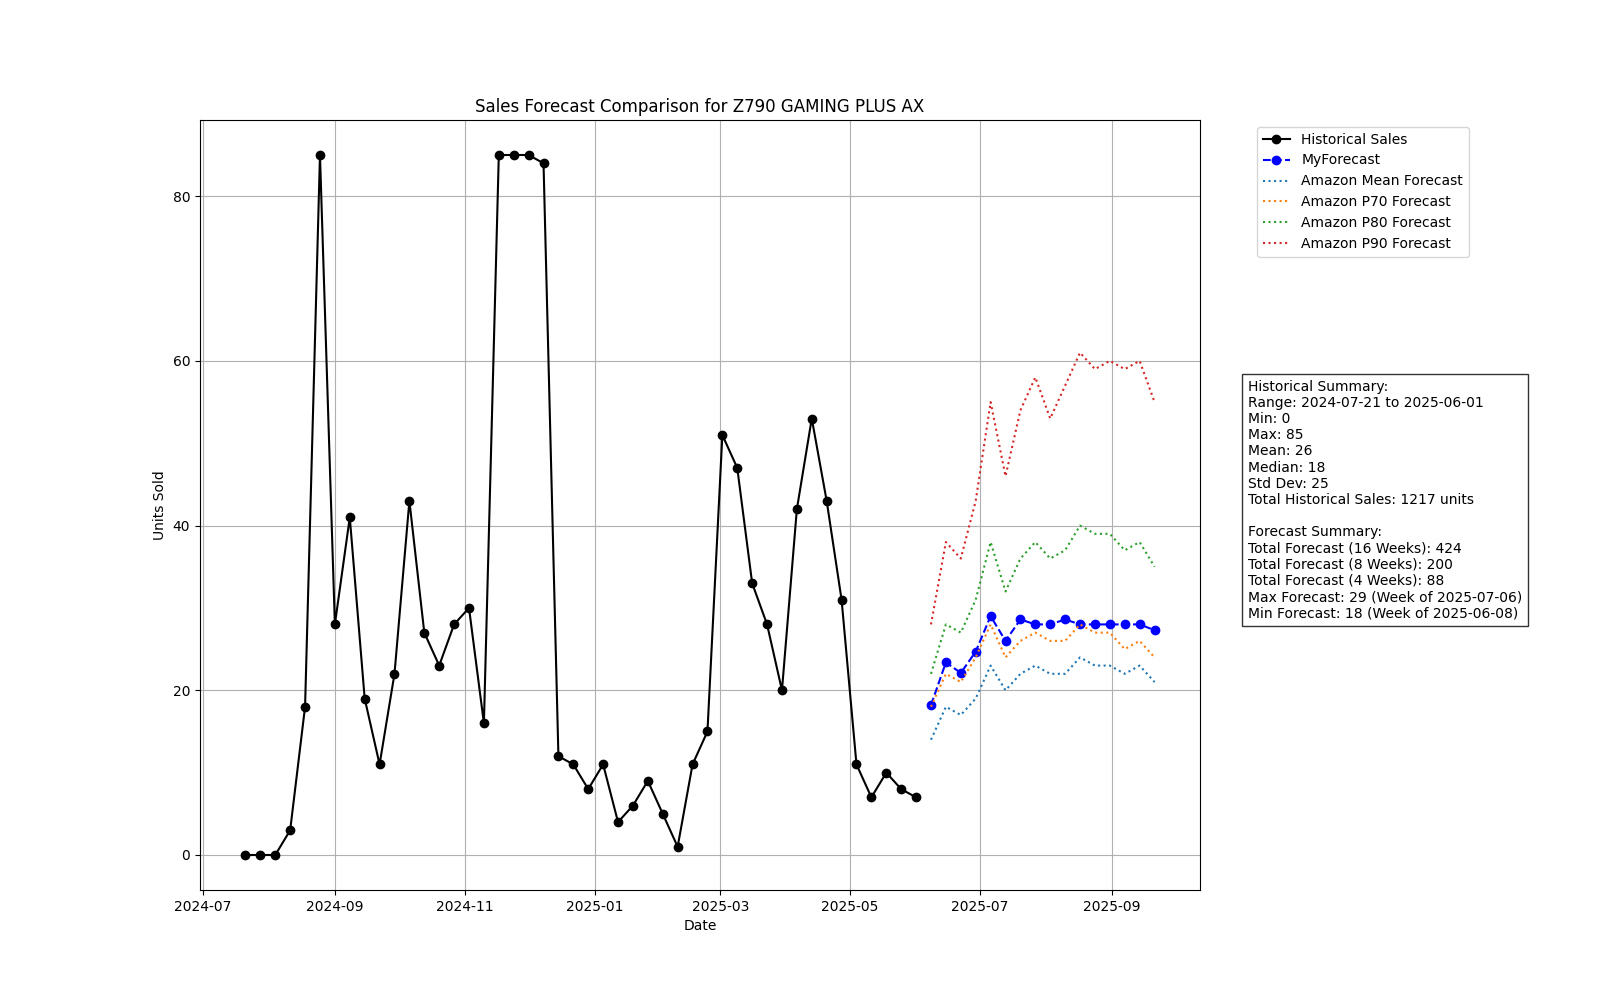 Sales Forecast Comparison for Z790 GAMING PLUS AX
Historical Sales
MyForecast
Amazon Mean Forecast
Amazon P70 Forecast
Amazon P80 Forecast
Amazon P90 Forecast
80
60
40
20
0
Units Sold
2024-07
2024-09
2024-11
2025-01
2025-03
2025-05
2025-07
2025-09
Date
Historical Summary:
Range: 2024-07-21 to 2025-06-01
Min: 0
Max: 85
Mean: 26
Median: 18
Std Dev: 25
Total Historical Sales: 1217 units
Forecast Summary:
Total Forecast (16 Weeks): 424
Total Forecast (8 Weeks): 200
Total Forecast (4 Weeks): 88
Max Forecast: 29 (Week of 2025-07-06)
Min Forecast: 18 (Week of 2025-06-08)